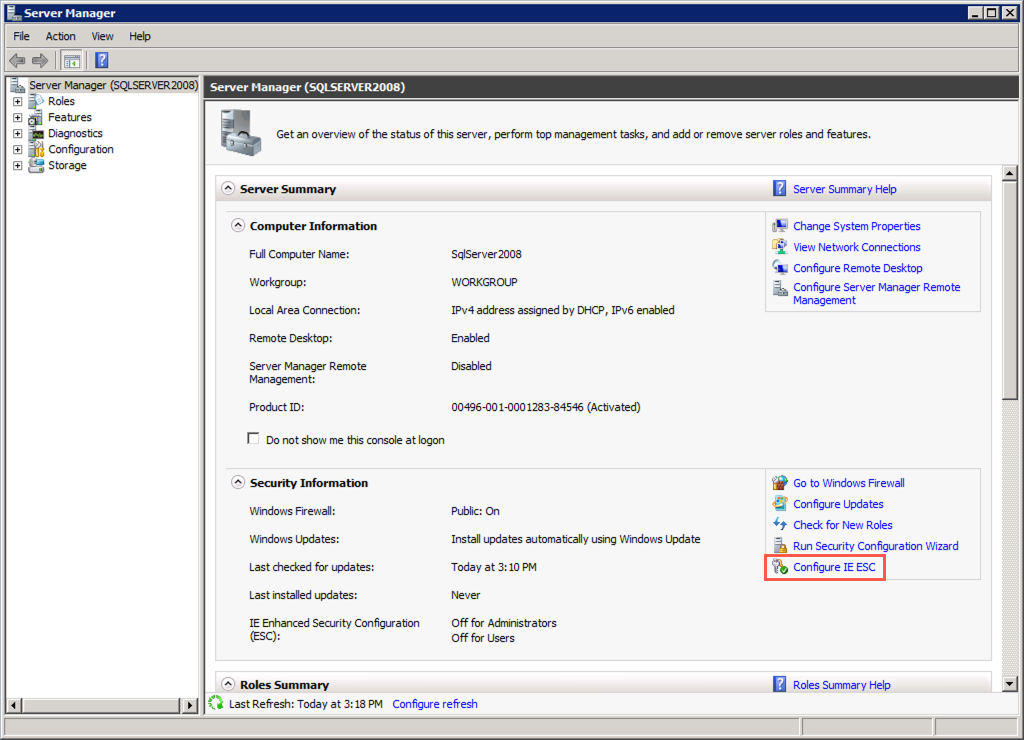 Server Manager
File Action View Help
Server Manager (SQLSERVER2008)
Roles
Features
Diagnostics
Configuration
Storage
Server Manager (SQLSERVER2008)
Get an overview of the status of this server, perform top management tasks, and add or remove server roles and features.
Server Summary
Server Summary Help
Computer Information
Full Computer Name: SqlServer2008
Workgroup: WORKGROUP
Local Area Connection: IPv4 address assigned by DHCP, IPv6 enabled
Remote Desktop: Enabled
Server Manager Remote
Management:
Disabled
Product ID: 00496-001-0001283-84546 (Activated)
Do not show me this console at logon
Change System Properties
View Network Connections
Configure Remote Desktop
Configure Server Manager Remote
Management
Security Information
Windows Firewall: Public: On
Windows Updates: Install updates automatically using Windows Update
Last checked for updates: Today at 3:10 PM
Last installed updates: Never
IE Enhanced Security Configuration
(ESC):
Off for Administrators
Off for Users
Go to Windows Firewall
Configure Updates
Check for New Roles
Run Security Configuration Wizard
Configure IE ESC
Roles Summary
Roles Summary Help
Last Refresh: Today at 3:18 PM Configure refresh